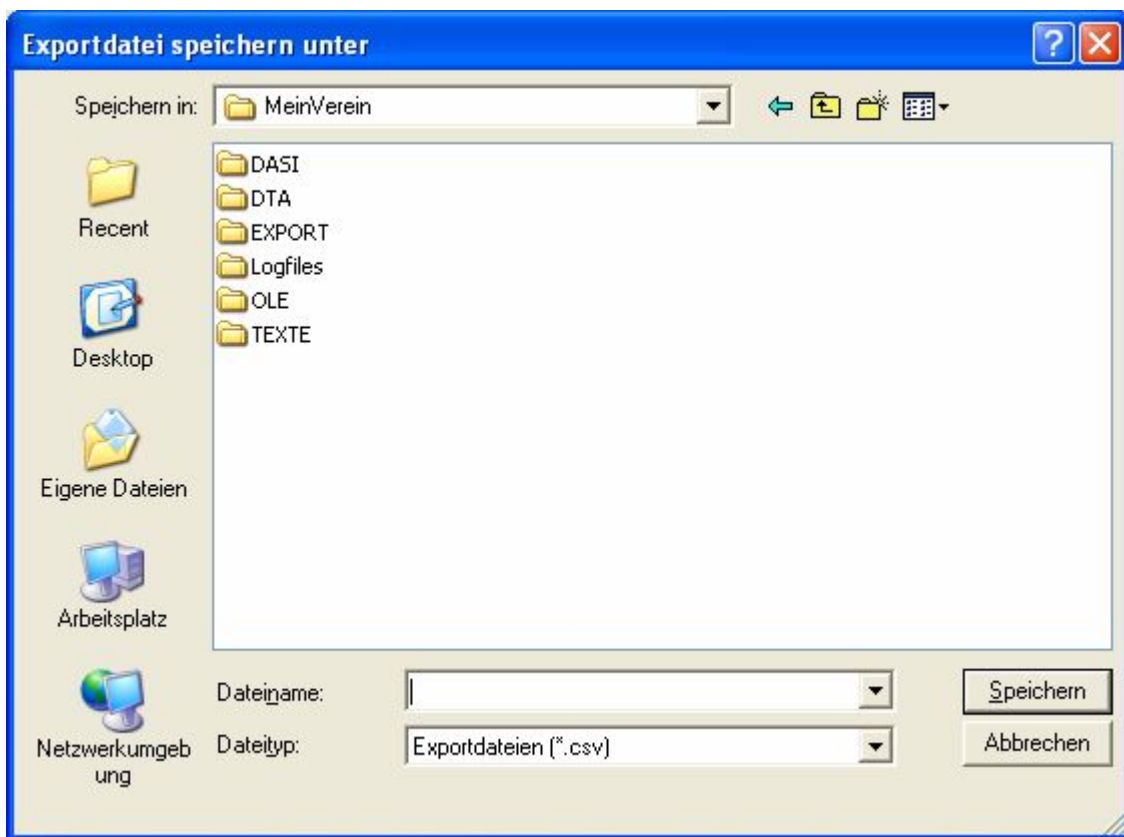 Exportdatei speichern unter
Speichern in: MeinVerein
Recent
Desktop
Eigene Dateien
Arbeitsplatz
Netzwerkumgeb
ung
DASI
DTA
EXPORT
Logfiles
OLE
TEXTE
Dateiname:
Speichern
Dateityp: Exportdateien (*.csv)
Abbrechen